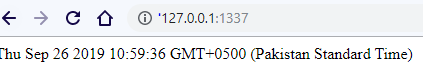 '127.0.0.1:1337
Thu Sep 26 2019 10:59:36 GMT+0500 (Pakistan Standard Time)